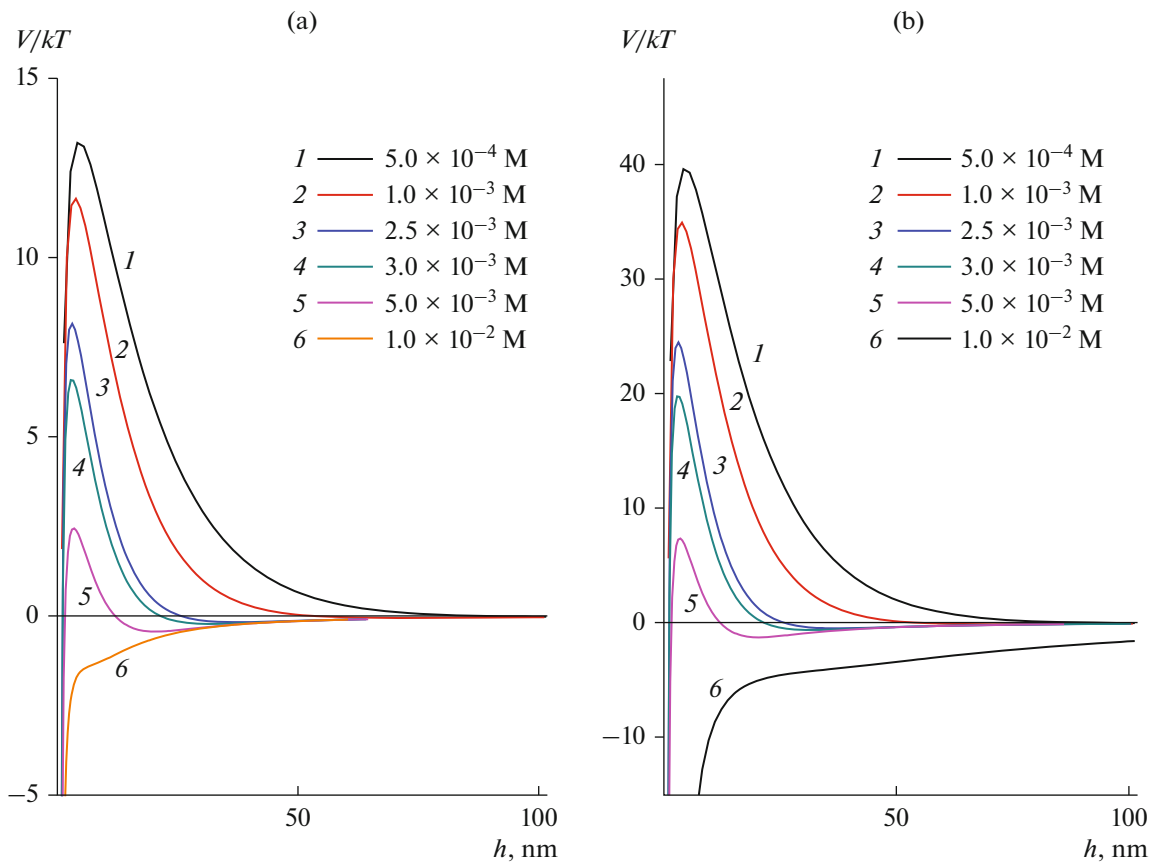 (a)
V/kT
15
10
5
0
−5
50
100
h, nm
1 5.0 × 10⁻⁴ M
2 1.0 × 10⁻³ M
3 2.5 × 10⁻³ M
4 3.0 × 10⁻³ M
5 5.0 × 10⁻³ M
6 1.0 × 10⁻² M
1
2
3
4
5
6
(b)
V/kT
40
30
20
10
0
−10
50
100
h, nm
1 5.0 × 10⁻⁴ M
2 1.0 × 10⁻³ M
3 2.5 × 10⁻³ M
4 3.0 × 10⁻³ M
5 5.0 × 10⁻³ M
6 1.0 × 10⁻² M
1
2
3
4
5
6